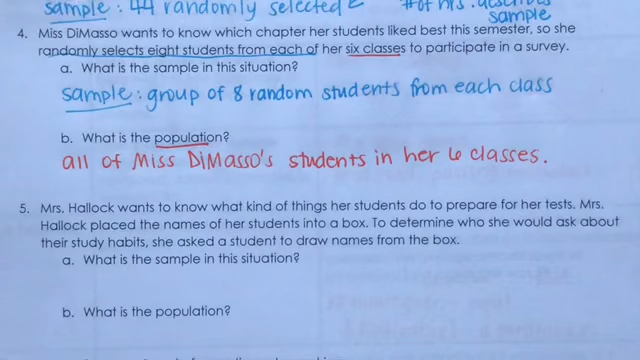 sample: 44 randomly selected
# of hrs.
sample
4. Miss DiMasso wants to know which chapter her students liked best this semester, so she
randomly selects eight students from each of her six classes to participate in a survey.
a. What is the sample in this situation?
sample: group of 8 random students from each class
b. What is the population?
all of Miss DiMasso's students in her 6 classes.
5. Mrs. Hallock wants to know what kind of things her students do to prepare for her tests. Mrs.
Hallock placed the names of her students into a box. To determine who she would ask about
their study habits, she asked a student to draw names from the box.
a. What is the sample in this situation?
b. What is the population?